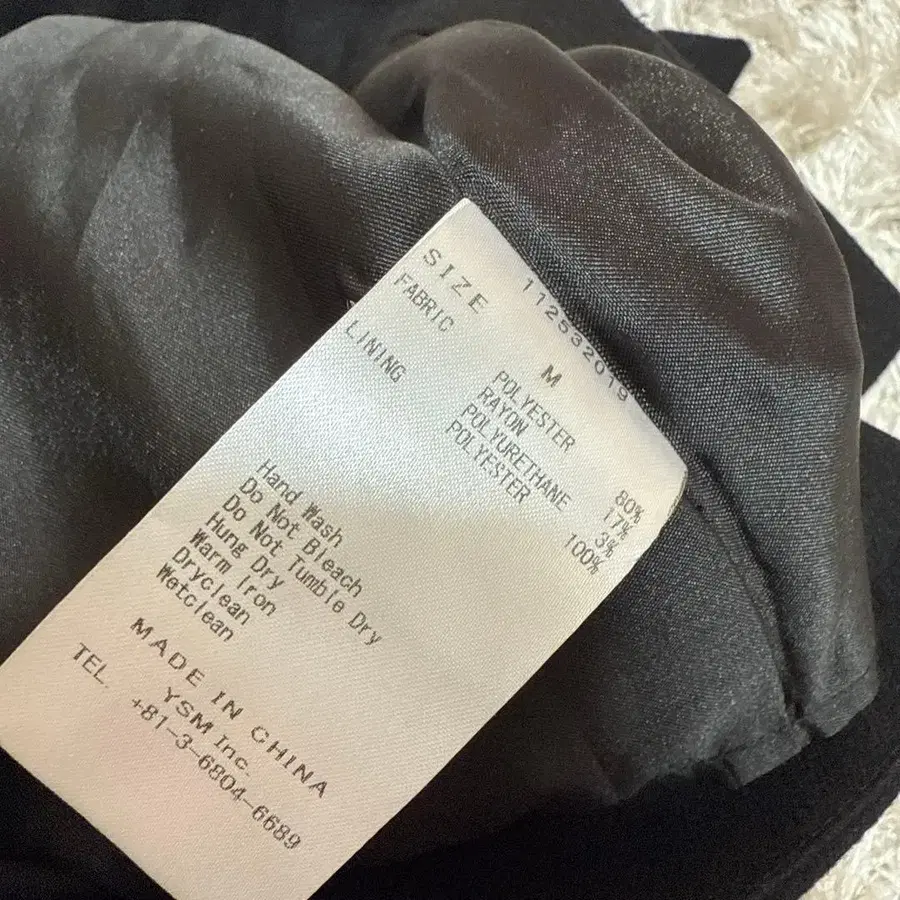 112532019
SIZE M
FABRIC POLYESTER 80%
RAYON 17%
POLYURETHANE 3%
LINING POLYESTER 100%
Hand Wash
Do Not Bleach
Do Not Tumble Dry
Hung Dry
Warm Iron
Dryclean
Wetclean
MADE IN CHINA
YSM Inc.
TEL. +81-3-6804-6689